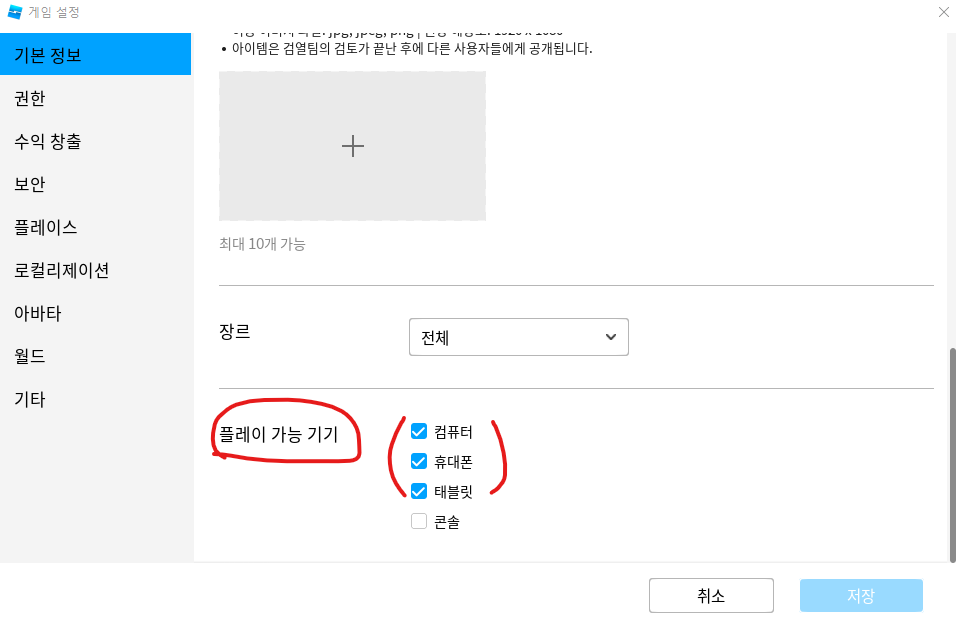 게임 설정
기본 정보
권한
수익 창출
보안
플레이스
로컬리제이션
아바타
월드
기타
• 아이템은 검열팀의 검토가 끝난 후에 다른 사용자들에게 공개됩니다.
최대 10개 가능
장르
전체
플레이 가능 기기
컴퓨터
휴대폰
태블릿
콘솔
취소
저장